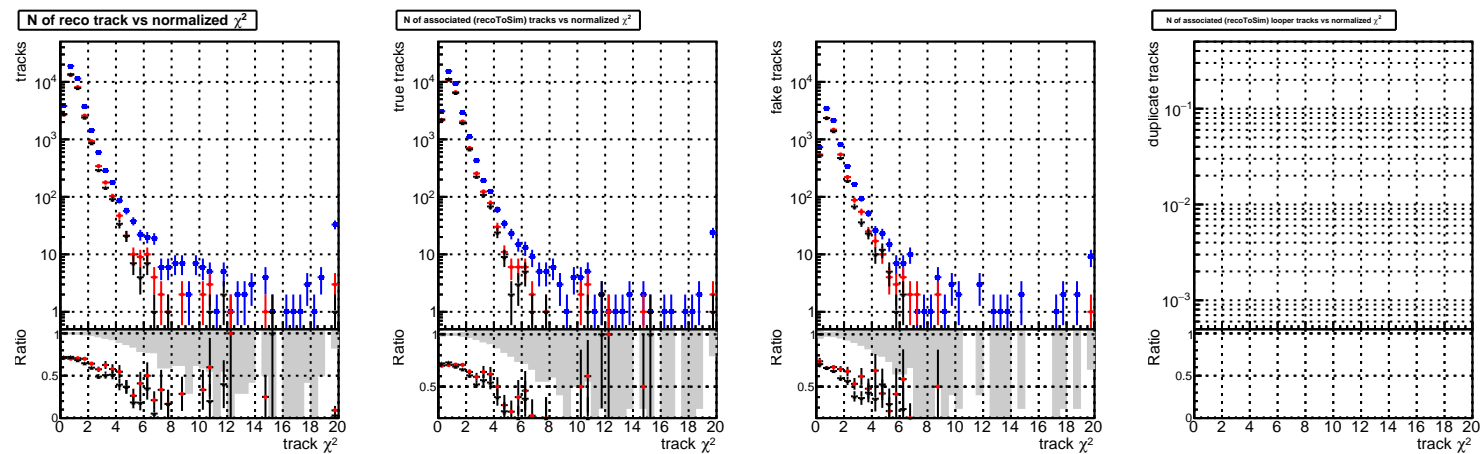 N of reco track vs normalized χ²
tracks
10⁴
10³
10²
10
1
Ratio
1
0.5
0
0 2 4 6 8 10 12 14 16 18 20
track χ²
N of associated (recoToSim) tracks vs normalized χ²
true tracks
10⁴
10³
10²
10
1
Ratio
0.5
0 2 4 6 8 10 12 14 16 18 20
track χ²
fake tracks
10⁴
10³
10²
10
1
Ratio
0.5
0 2 4 6 8 10 12 14 16 18 20
track χ²
N of associated (recoToSim) looper tracks vs normalized χ²
duplicate tracks
10⁻¹
10⁻²
10⁻³
Ratio
1
0.5
0
0 2 4 6 8 10 12 14 16 18 20
track χ²